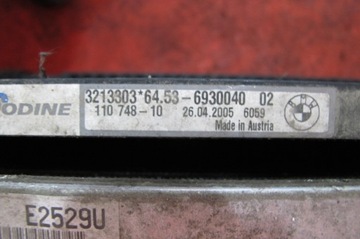 ODINE
3213303*64.53-6930040 02
110 748-10 26.04.2005 6059
Made in Austria
E2529U